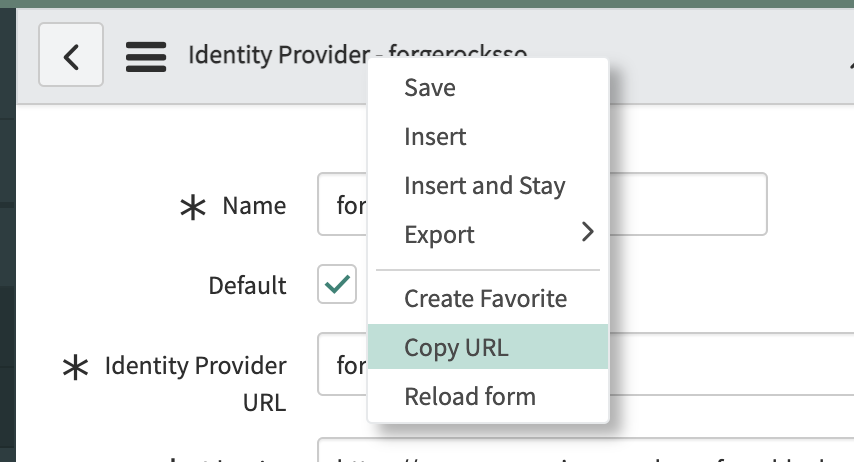 Identity Provider - forgerocksso
Save
Insert
Insert and Stay
Export
Create Favorite
Copy URL
Reload form
* Name
for
Default
* Identity Provider
URL
for